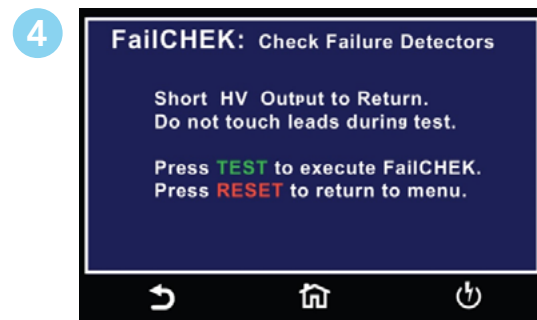 4
FailCHEK: Check Failure Detectors
Short HV Output to Return.
Do not touch leads during test.
Press TEST to execute FailCHEK.
Press RESET to return to menu.